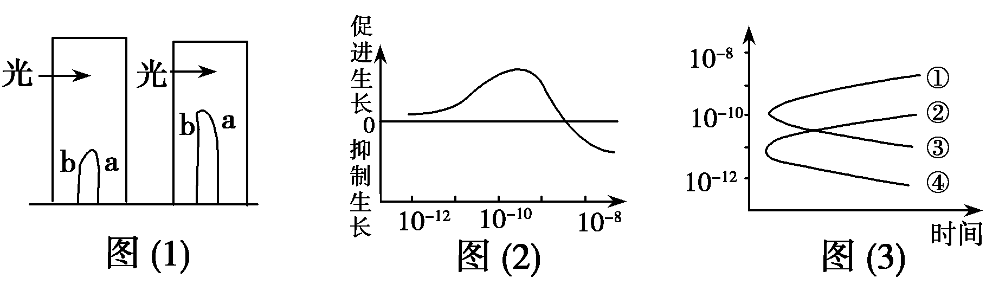 光
b
a
图 (1)
光
b
a
促进生长
0
抑制生长
10⁻¹²
10⁻¹⁰
10⁻⁸
图 (2)
10⁻⁸
10⁻¹⁰
10⁻¹²
①
②
③
④
时间
图 (3)